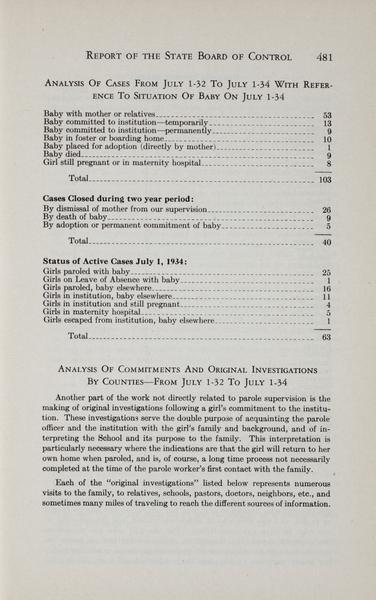 REPORT OF THE STATE BOARD OF CONTROL 481
ANALYSIS OF CASES FROM JULY 1-32 TO JULY 1-34 WITH REFER-
ENCE TO SITUATION OF BABY ON JULY 1-34
Baby with mother or relatives 53
Baby committed to institution—temporarily 13
Baby committed to institution—permanently 9
Baby in foster or boarding home 10
Baby placed for adoption (directly by mother) 1
Baby died 9
Girl still pregnant or in maternity hospital 8
Total 103
Cases Closed during two year period:
By dismissal of mother from our supervision 26
By death of baby 9
By adoption or permanent commitment of baby 5
Total 40
Status of Active Cases July 1, 1934:
Girls paroled with baby 25
Girls on Leave of Absence with baby 1
Girls paroled, baby elsewhere 16
Girls in institution, baby elsewhere 11
Girls in institution and still pregnant 4
Girls in maternity hospital 5
Girls escaped from institution, baby elsewhere 1
Total 63
ANALYSIS OF COMMITMENTS AND ORIGINAL INVESTIGATIONS
BY COUNTIES—FROM JULY 1-32 TO JULY 1-34
Another part of the work not directly related to parole supervision is the
making of original investigations following a girl's commitment to the institu-
tion. These investigations serve the double purpose of acquainting the parole
officer and the institution with the girl's family and background, and of in-
terpreting the School and its purpose to the family. This interpretation is
particularly necessary where the indications are that the girl will return to her
own home when paroled, and is, of course, a long time process not necessarily
completed at the time of the parole worker's first contact with the family.
Each of the "original investigations" listed below represents numerous
visits to the family, to relatives, schools, pastors, doctors, neighbors, etc., and
sometimes many miles of traveling to reach the different sources of information.